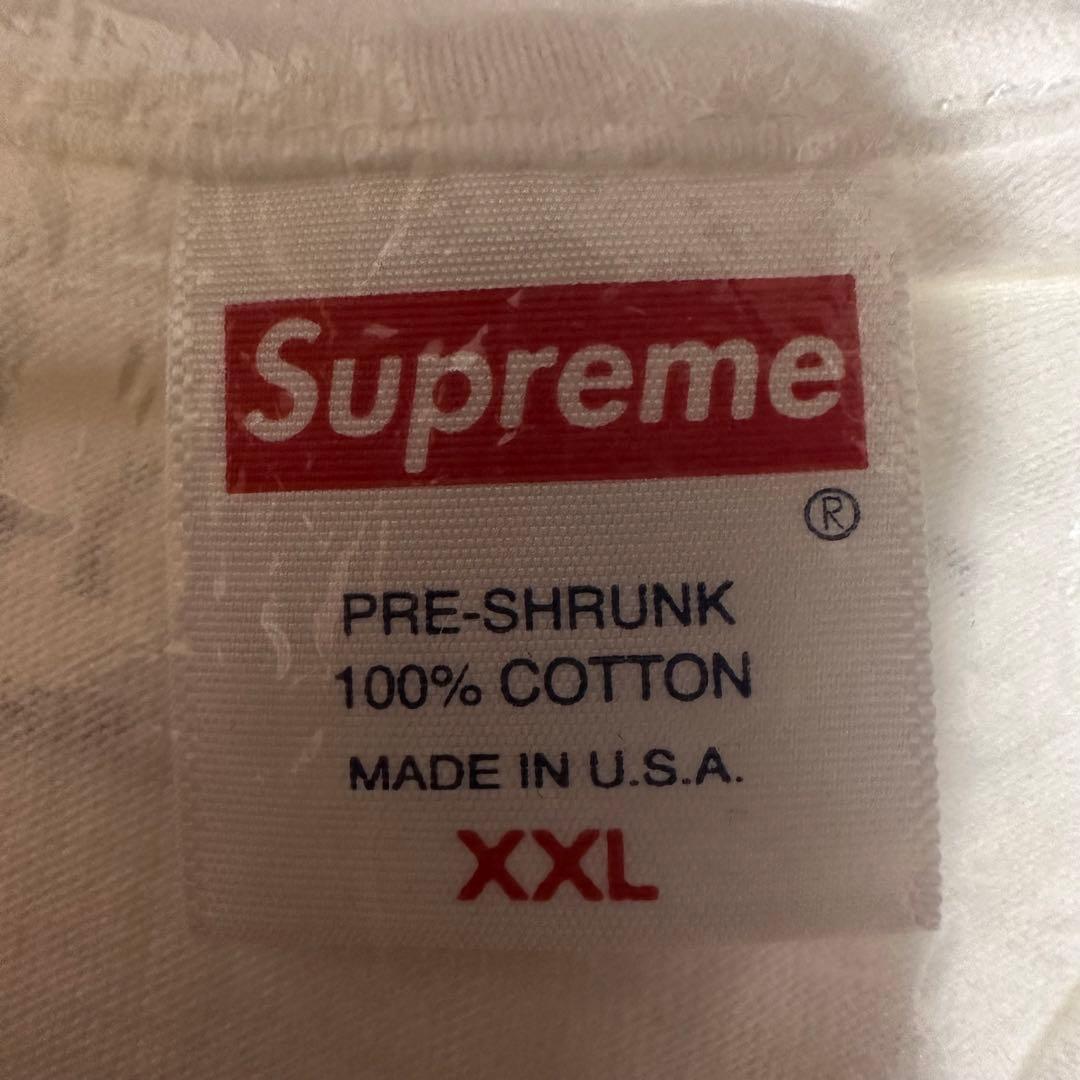 Supreme
®
PRE-SHRUNK
100% COTTON
MADE IN U.S.A.
XXL